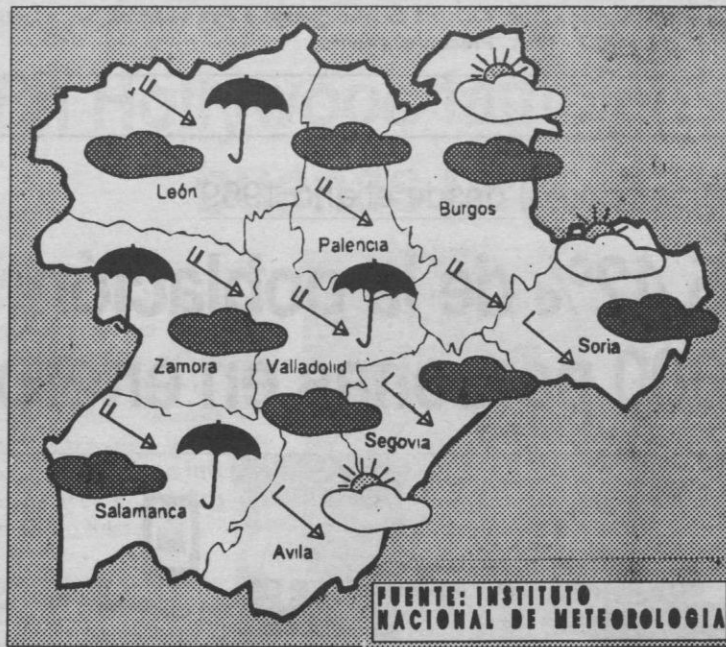 León
Burgos
Palencia
Zamora
Valladolid
Soria
Segovia
Salamanca
Avila
FUENTE: INSTITUTO
NACIONAL DE METEOROLOGIA